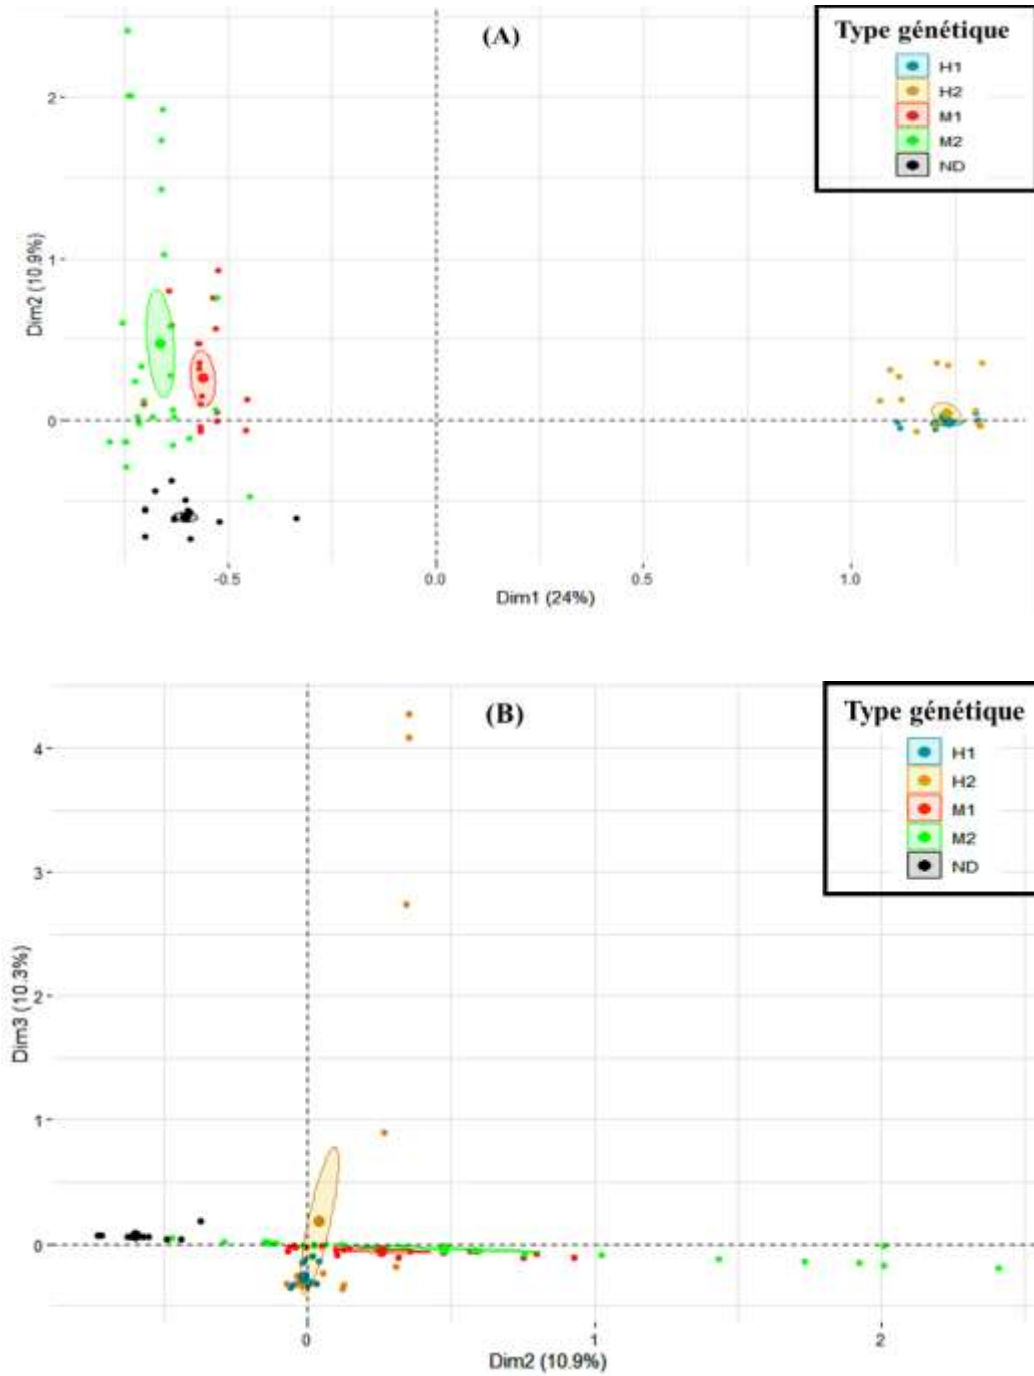 (A)
Type génétique
H1
H2
M1
M2
ND
2
1
0
Dim2 (10.9%)
-0.5
0.0
0.5
1.0
Dim1 (24%)
(B)
Type génétique
H1
H2
M1
M2
ND
4
3
2
1
0
Dim3 (10.3%)
0
1
2
Dim2 (10.9%)